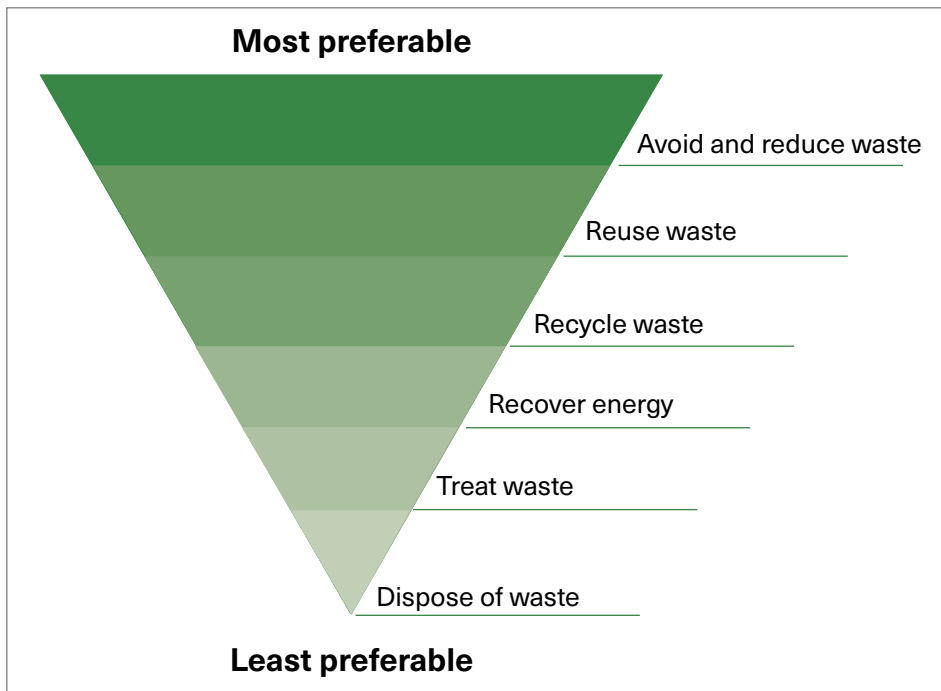 Most preferable
Avoid and reduce waste
Reuse waste
Recycle waste
Recover energy
Treat waste
Dispose of waste
Least preferable